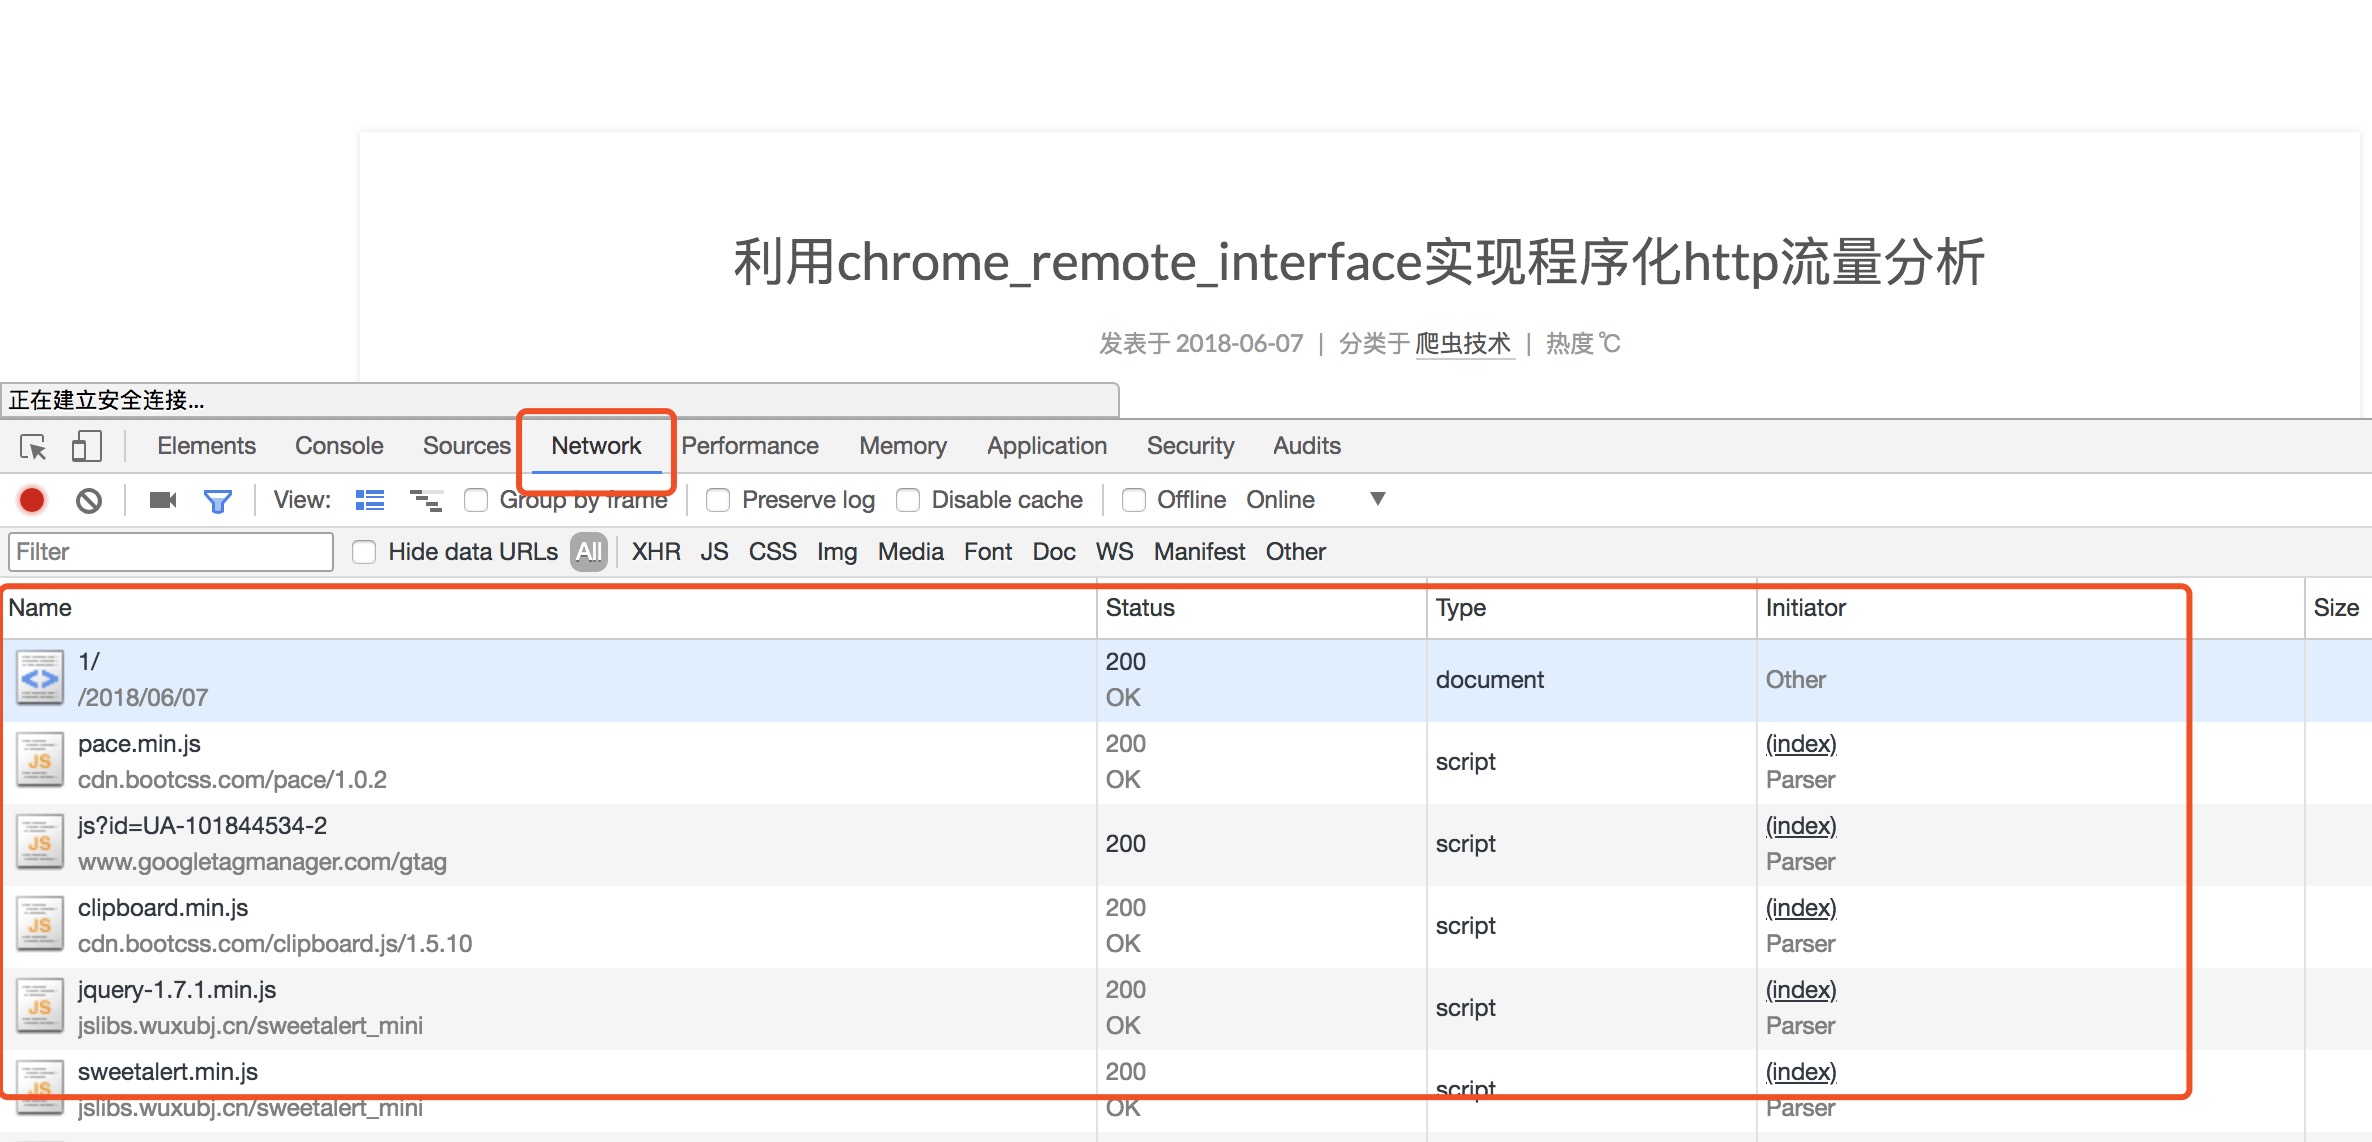 利用chrome_remote_interface实现程序化http流量分析
发表于 2018-06-07 | 分类于 爬虫技术 | 热度 ℃
正在建立安全连接...
Elements Console Sources Network Performance Memory Application Security Audits
View: Group by frame Preserve log Disable cache Offline Online
Filter Hide data URLs All XHR JS CSS Img Media Font Doc WS Manifest Other
Name Status Type Initiator Size
1/ 200
document Other
/2018/06/07 OK
pace.min.js 200 (index)
JS script
cdn.bootcss.com/pace/1.0.2 OK Parser
js?id=UA-101844534-2 (index)
JS 200 script
www.googletagmanager.com/gtag Parser
clipboard.min.js 200 (index)
JS script
cdn.bootcss.com/clipboard.js/1.5.10 OK Parser
jquery-1.7.1.min.js 200 (index)
JS script
jslibs.wuxubj.cn/sweetalert_mini OK Parser
sweetalert.min.js 200 (index)
JS script
jslibs.wuxubj.cn/sweetalert_mini OK Parser